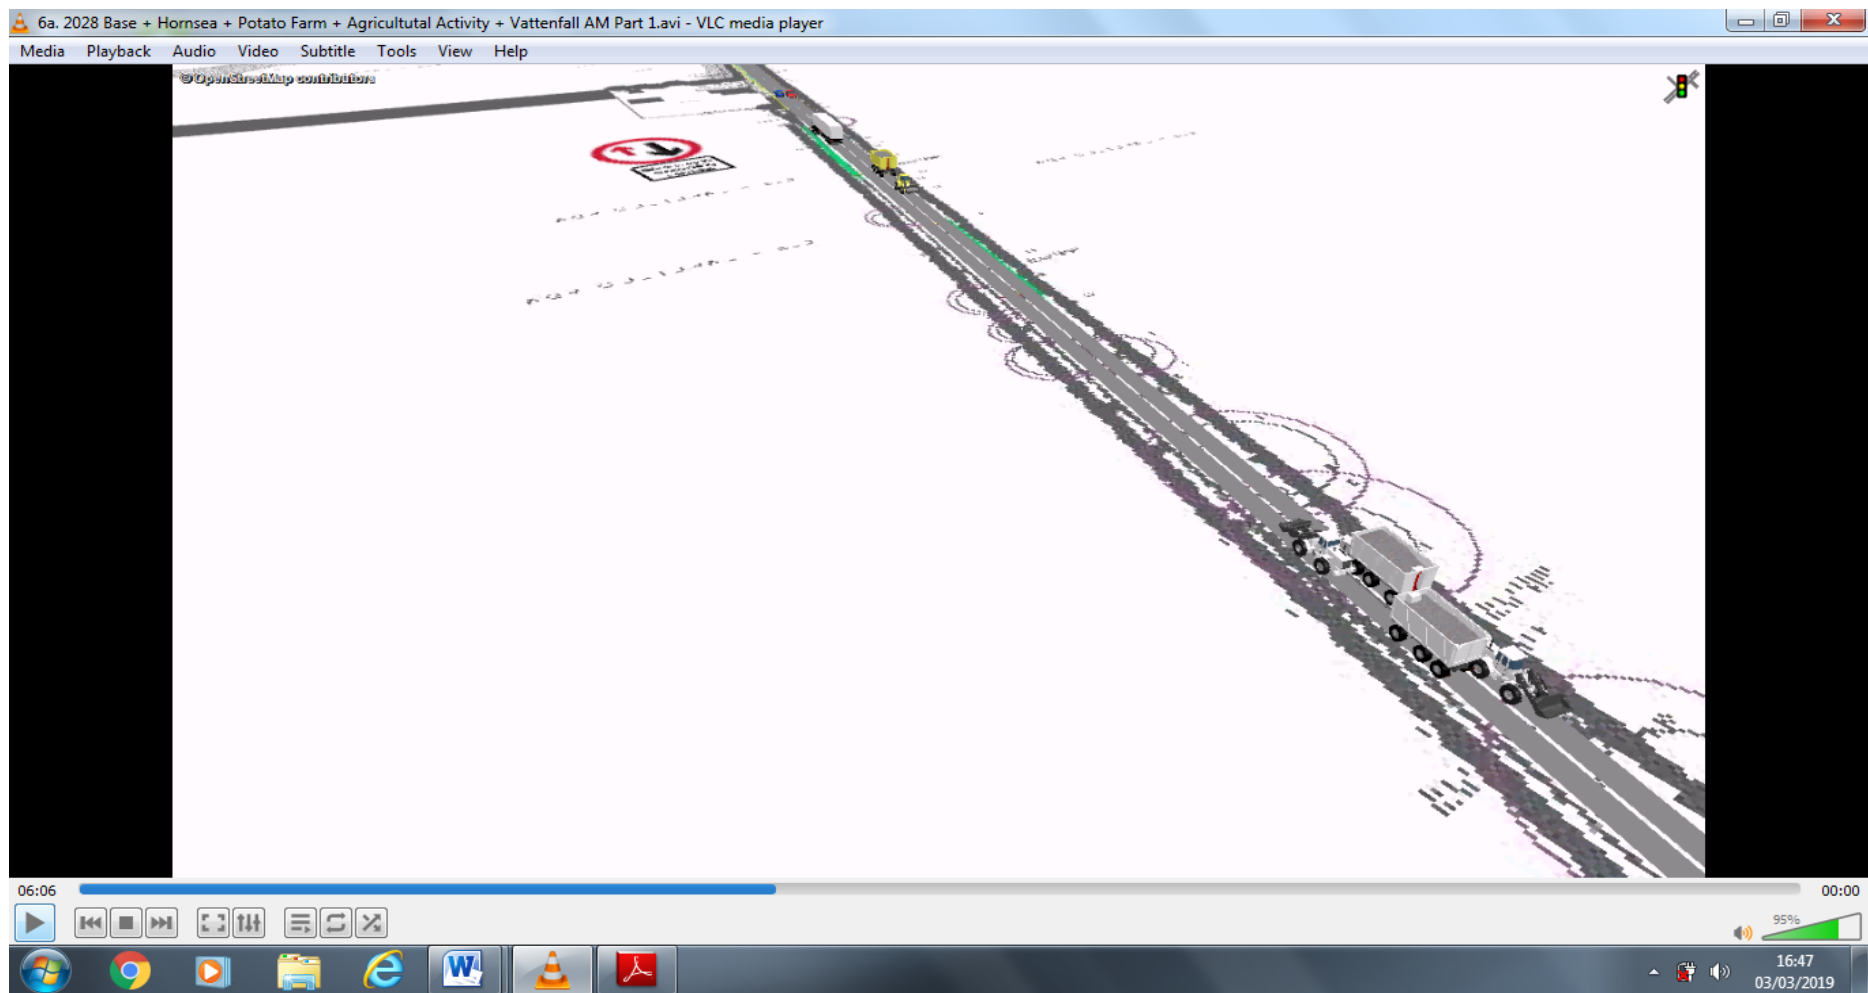 6a. 2028 Base + Hornsea + Potato Farm + Agricultutal Activity + Vattenfall AM Part 1.avi - VLC media player
Media Playback Audio Video Subtitle Tools View Help
© OpenStreetMap contributors
06:06
00:00
95%
W
16:47
03/03/2019